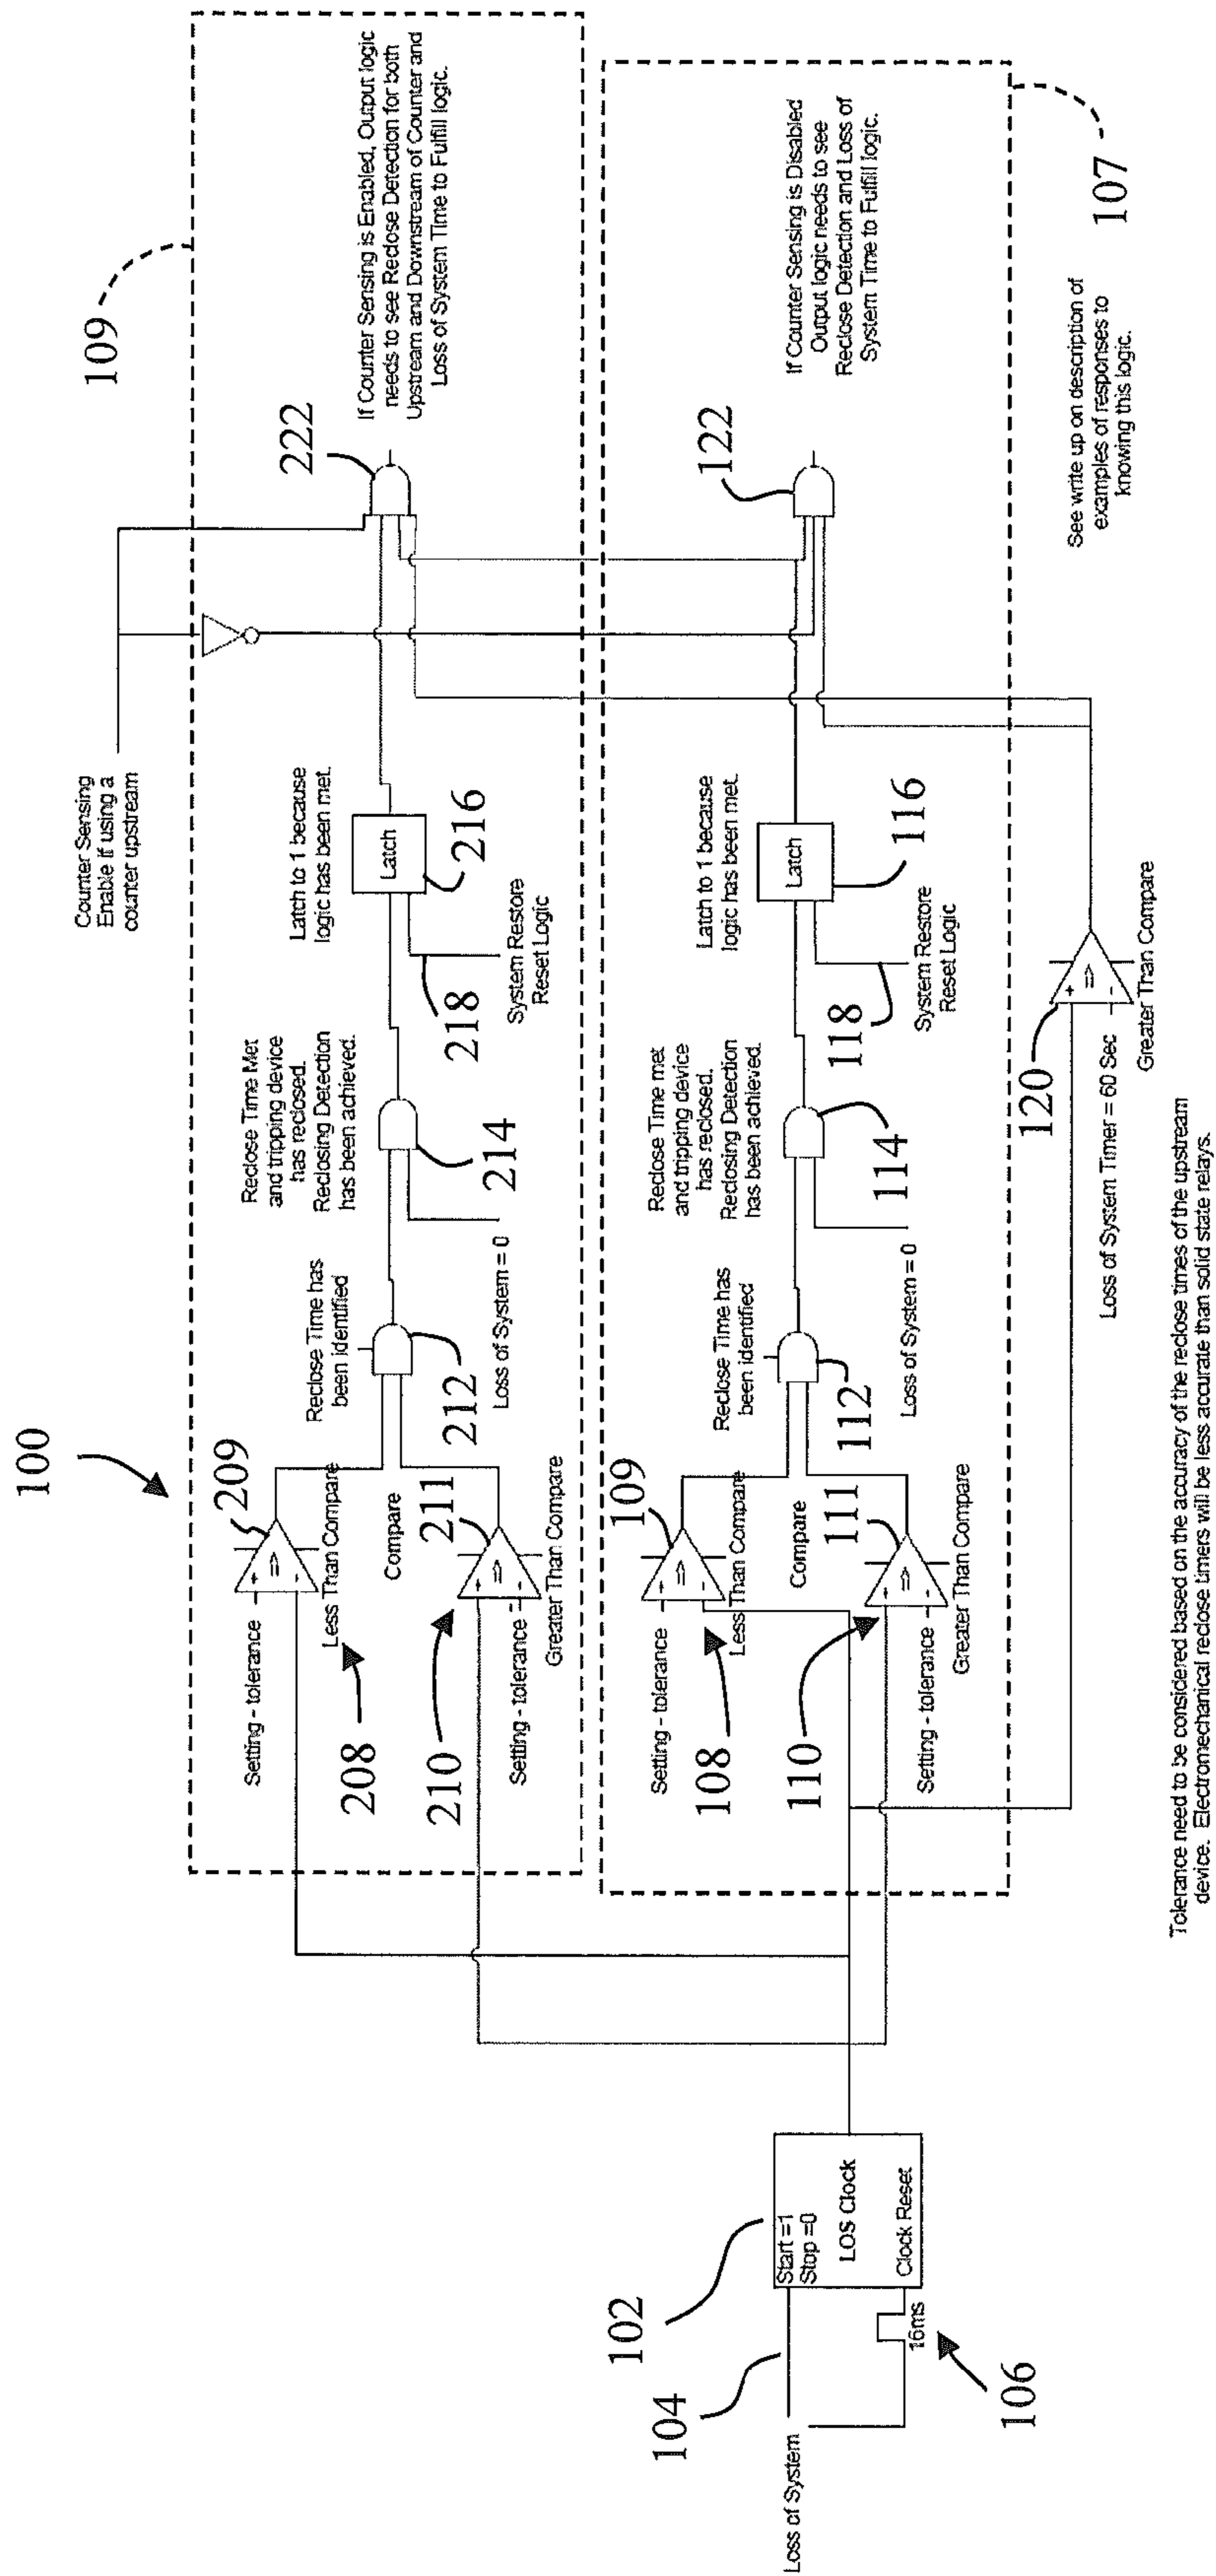 100
109
Counter Sensing
Enable if using a
counter upstream
If Counter Sensing is Enabled, Output logic
needs to see Reclose Detection for both
Upstream and Downstream of Counter and
Loss of System Time to Fulfill logic.
222
Latch to 1 because
logic has been met.
Latch
216
218
System Restore
Reset Logic
Reclose Time Met
and tripping device
has reclosed.
Reclosing Detection
has been achieved.
214
Loss of System = 0
Reclose Time has
been identified
212
209
Setting - tolerance
+
=>
-
Less Than Compare
208
Compare
211
210
Setting - tolerance
+
=>
-
Greater Than Compare
If Counter Sensing is Disabled
Output logic needs to see
Reclose Detection and Loss of
System Time to Fulfill logic.
107
122
Latch to 1 because
logic has been met.
Latch
116
118
System Restore
Reset Logic
Reclose Time met
and tripping device
has reclosed.
Reclosing Detection
has been achieved.
114
Loss of System = 0
Reclose Time has
been identified
112
109
Setting - tolerance
+
=>
-
Less Than Compare
108
Compare
111
110
Setting - tolerance
+
=>
-
Greater Than Compare
See write up on description of
examples of responses to
knowing this logic.
120
+
=>
-
Loss of System Timer = 60 Sec
Greater Than Compare
102
104
Loss of System
Start =1
Stop =0
LOS Clock
Clock Reset
16ms
106
Tolerance need to be considered based on the accuracy of the reclose times of the upstream
device. Electromechanical reclose timers will be less accurate than solid state relays.